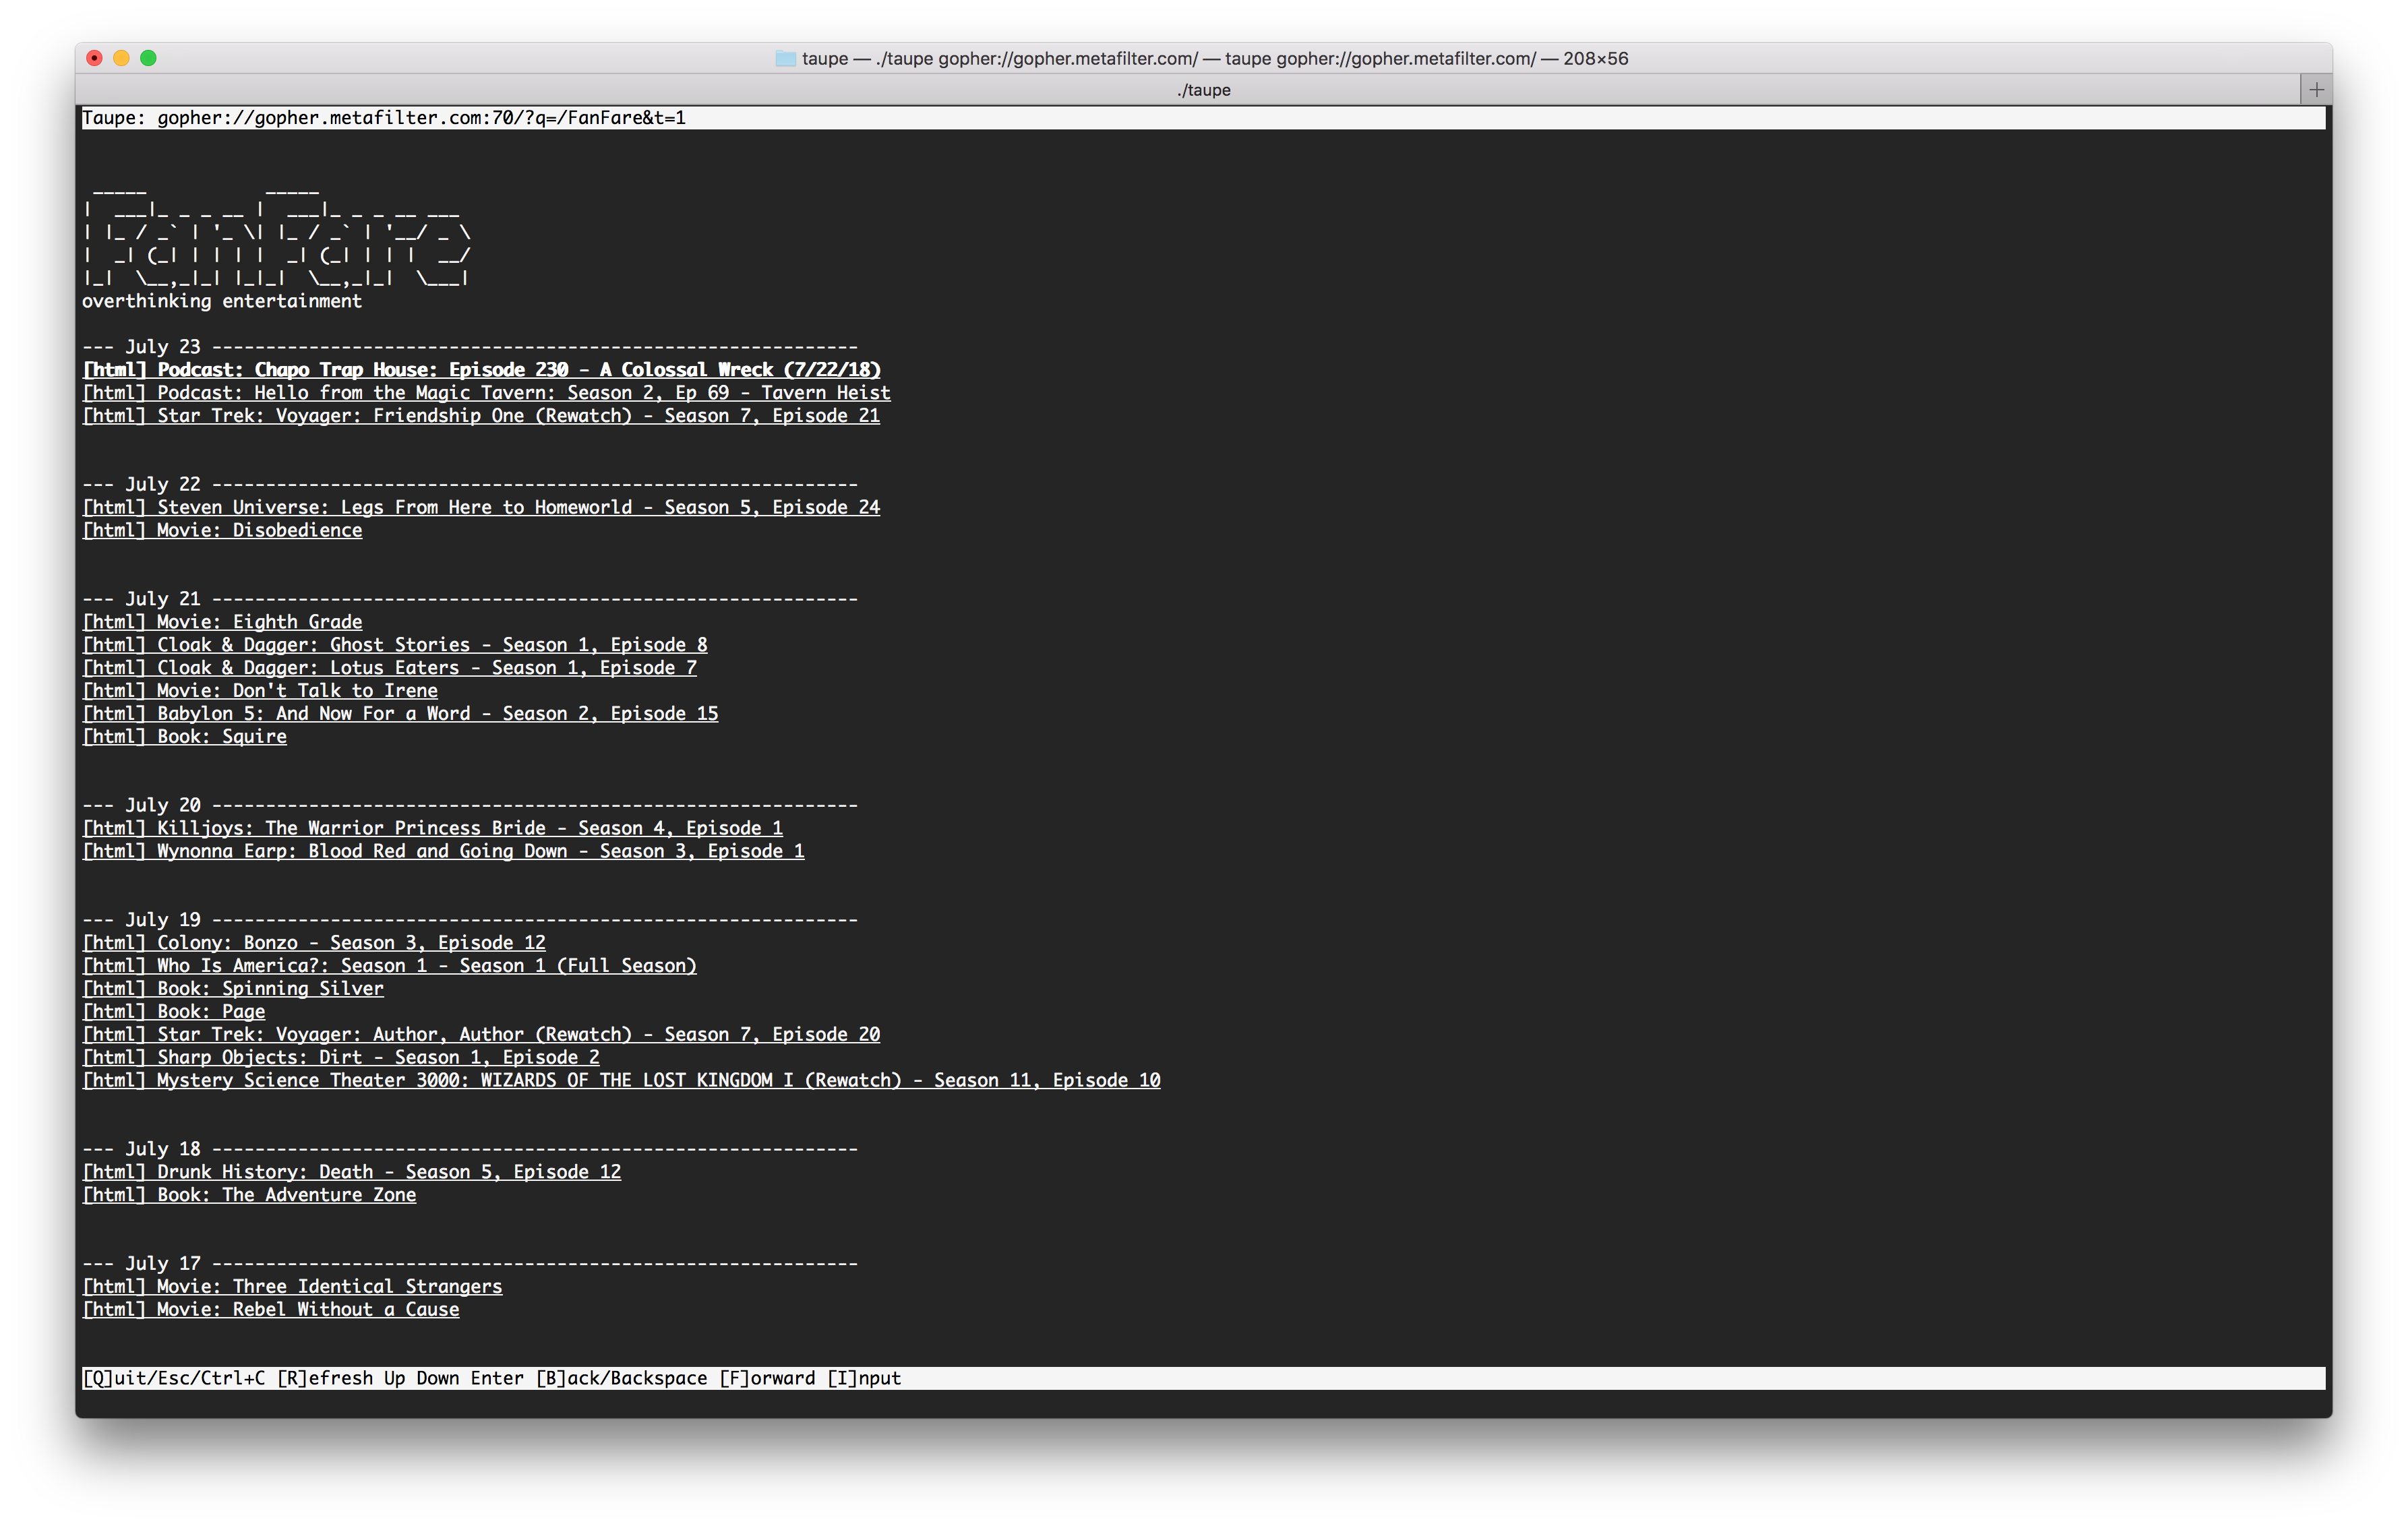 taupe — ./taupe gopher://gopher.metafilter.com/ — taupe gopher://gopher.metafilter.com/ — 208×56
./taupe
Taupe: gopher://gopher.metafilter.com:70/?q=/FanFare&t=1
FanFare
overthinking entertainment
--- July 23 ------------------------------------------------------------
[html] Podcast: Chapo Trap House: Episode 230 - A Colossal Wreck (7/22/18)
[html] Podcast: Hello from the Magic Tavern: Season 2, Ep 69 - Tavern Heist
[html] Star Trek: Voyager: Friendship One (Rewatch) - Season 7, Episode 21
--- July 22 ------------------------------------------------------------
[html] Steven Universe: Legs From Here to Homeworld - Season 5, Episode 24
[html] Movie: Disobedience
--- July 21 ------------------------------------------------------------
[html] Movie: Eighth Grade
[html] Cloak & Dagger: Ghost Stories - Season 1, Episode 8
[html] Cloak & Dagger: Lotus Eaters - Season 1, Episode 7
[html] Movie: Don't Talk to Irene
[html] Babylon 5: And Now For a Word - Season 2, Episode 15
[html] Book: Squire
--- July 20 ------------------------------------------------------------
[html] Killjoys: The Warrior Princess Bride - Season 4, Episode 1
[html] Wynonna Earp: Blood Red and Going Down - Season 3, Episode 1
--- July 19 ------------------------------------------------------------
[html] Colony: Bonzo - Season 3, Episode 12
[html] Who Is America?: Season 1 - Season 1 (Full Season)
[html] Book: Spinning Silver
[html] Book: Page
[html] Star Trek: Voyager: Author, Author (Rewatch) - Season 7, Episode 20
[html] Sharp Objects: Dirt - Season 1, Episode 2
[html] Mystery Science Theater 3000: WIZARDS OF THE LOST KINGDOM I (Rewatch) - Season 11, Episode 10
--- July 18 ------------------------------------------------------------
[html] Drunk History: Death - Season 5, Episode 12
[html] Book: The Adventure Zone
--- July 17 ------------------------------------------------------------
[html] Movie: Three Identical Strangers
[html] Movie: Rebel Without a Cause
[Q]uit/Esc/Ctrl+C [R]efresh Up Down Enter [B]ack/Backspace [F]orward [I]nput